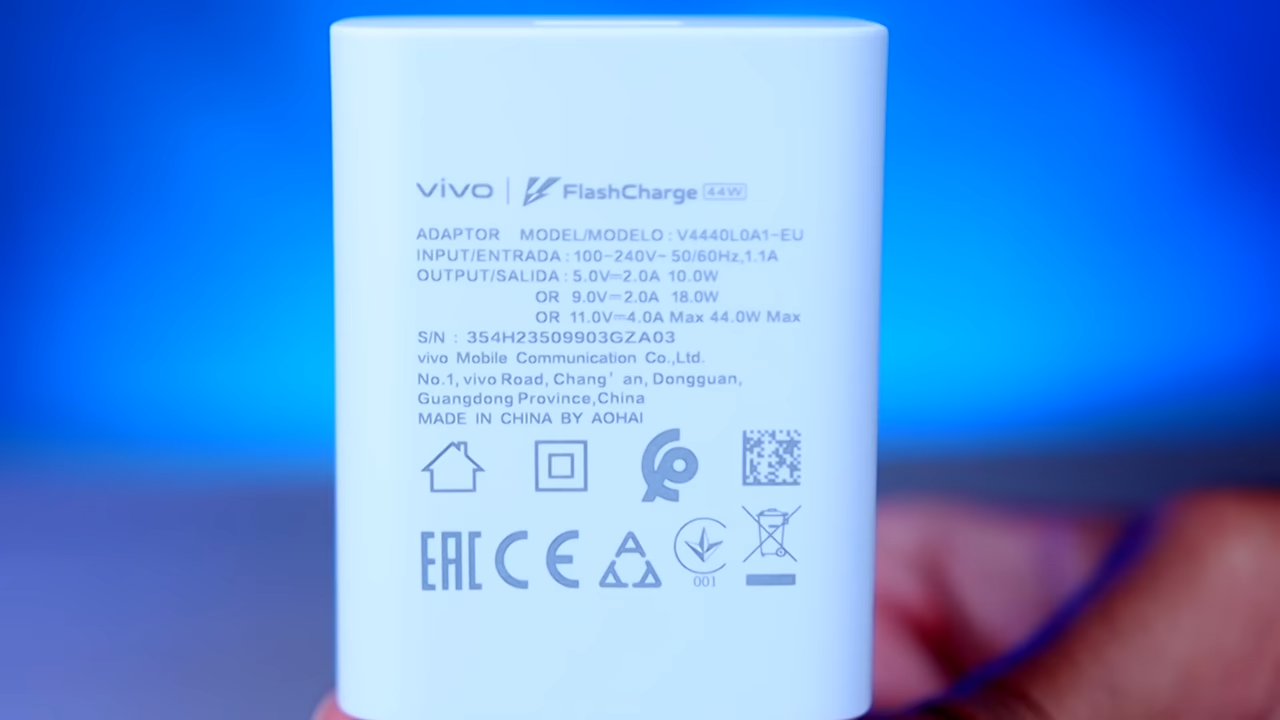 vivo | FlashCharge 44W
ADAPTOR MODEL/MODELO : V4440L0A1-EU
INPUT/ENTRADA : 100-240V~ 50/60Hz,1.1A
OUTPUT/SALIDA : 5.0V⎓2.0A 10.0W
OR 9.0V⎓2.0A 18.0W
OR 11.0V⎓4.0A Max 44.0W Max
S/N : 354H23509903GZA03
vivo Mobile Communication Co.,Ltd.
No.1, vivo Road, Chang' an, Dongguan,
Guangdong Province,China
MADE IN CHINA BY AOHAI
EAC CE
001